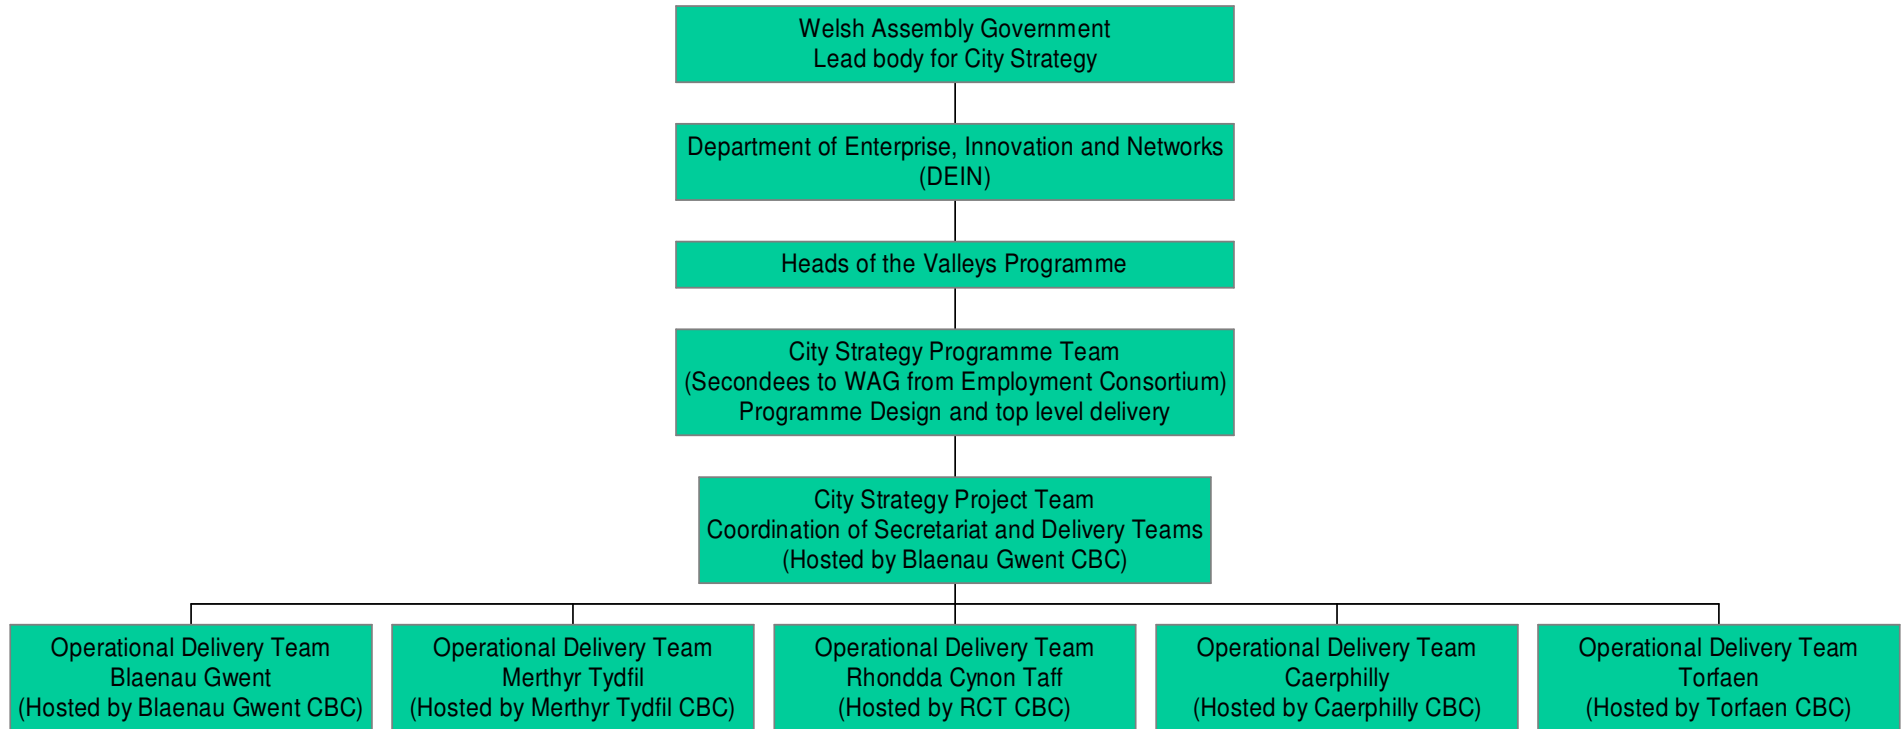 Welsh Assembly Government
Lead body for City Strategy
Department of Enterprise, Innovation and Networks
(DEIN)
Heads of the Valleys Programme
City Strategy Programme Team
(Secondees to WAG from Employment Consortium)
Programme Design and top level delivery
City Strategy Project Team
Coordination of Secretariat and Delivery Teams
(Hosted by Blaenau Gwent CBC)
Operational Delivery Team
Blaenau Gwent
(Hosted by Blaenau Gwent CBC)
Operational Delivery Team
Merthyr Tydfil
(Hosted by Merthyr Tydfil CBC)
Operational Delivery Team
Rhondda Cynon Taff
(Hosted by RCT CBC)
Operational Delivery Team
Caerphilly
(Hosted by Caerphilly CBC)
Operational Delivery Team
Torfaen
(Hosted by Torfaen CBC)